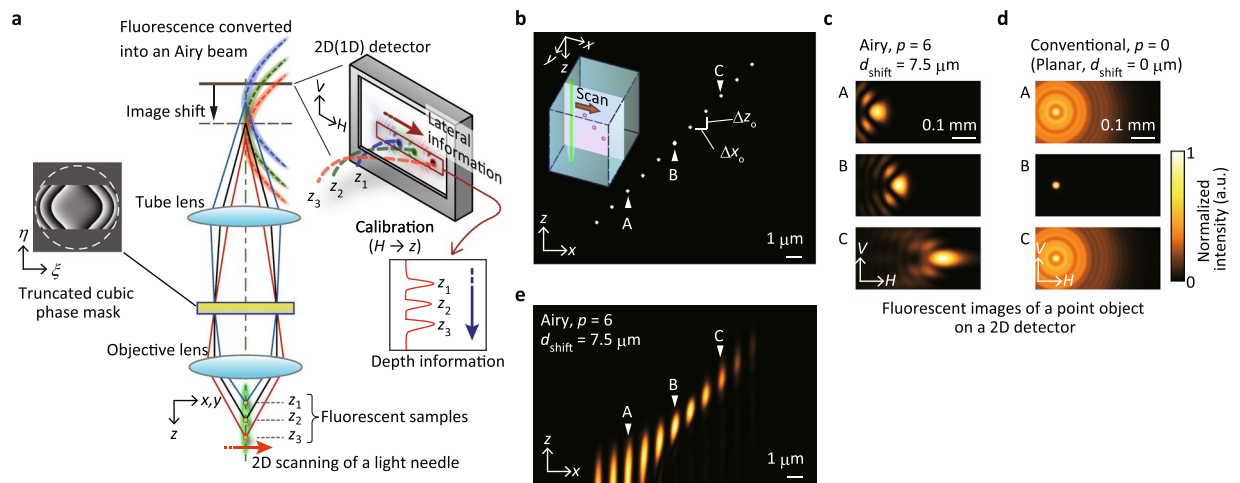 a
Fluorescence converted
into an Airy beam
2D(1D) detector
Image shift
V
H
Lateral
information
z1
z2
z3
Tube lens
Calibration
(H → z)
η
ξ
Truncated cubic
phase mask
z1
z2
z3
Depth information
Objective lens
x,y
z
z1
z2
z3
Fluorescent samples
2D scanning of a light needle
b
x
y
z
Scan
C
Δzo
Δxo
B
A
z
x
1 μm
c
Airy, p = 6
dshift = 7.5 μm
A
0.1 mm
B
C
V
H
d
Conventional, p = 0
(Planar, dshift = 0 μm)
A
0.1 mm
B
C
V
H
1
0
Normalized
intensity (a.u.)
Fluorescent images of a point object
on a 2D detector
e
Airy, p = 6
dshift = 7.5 μm
C
B
A
z
x
1 μm